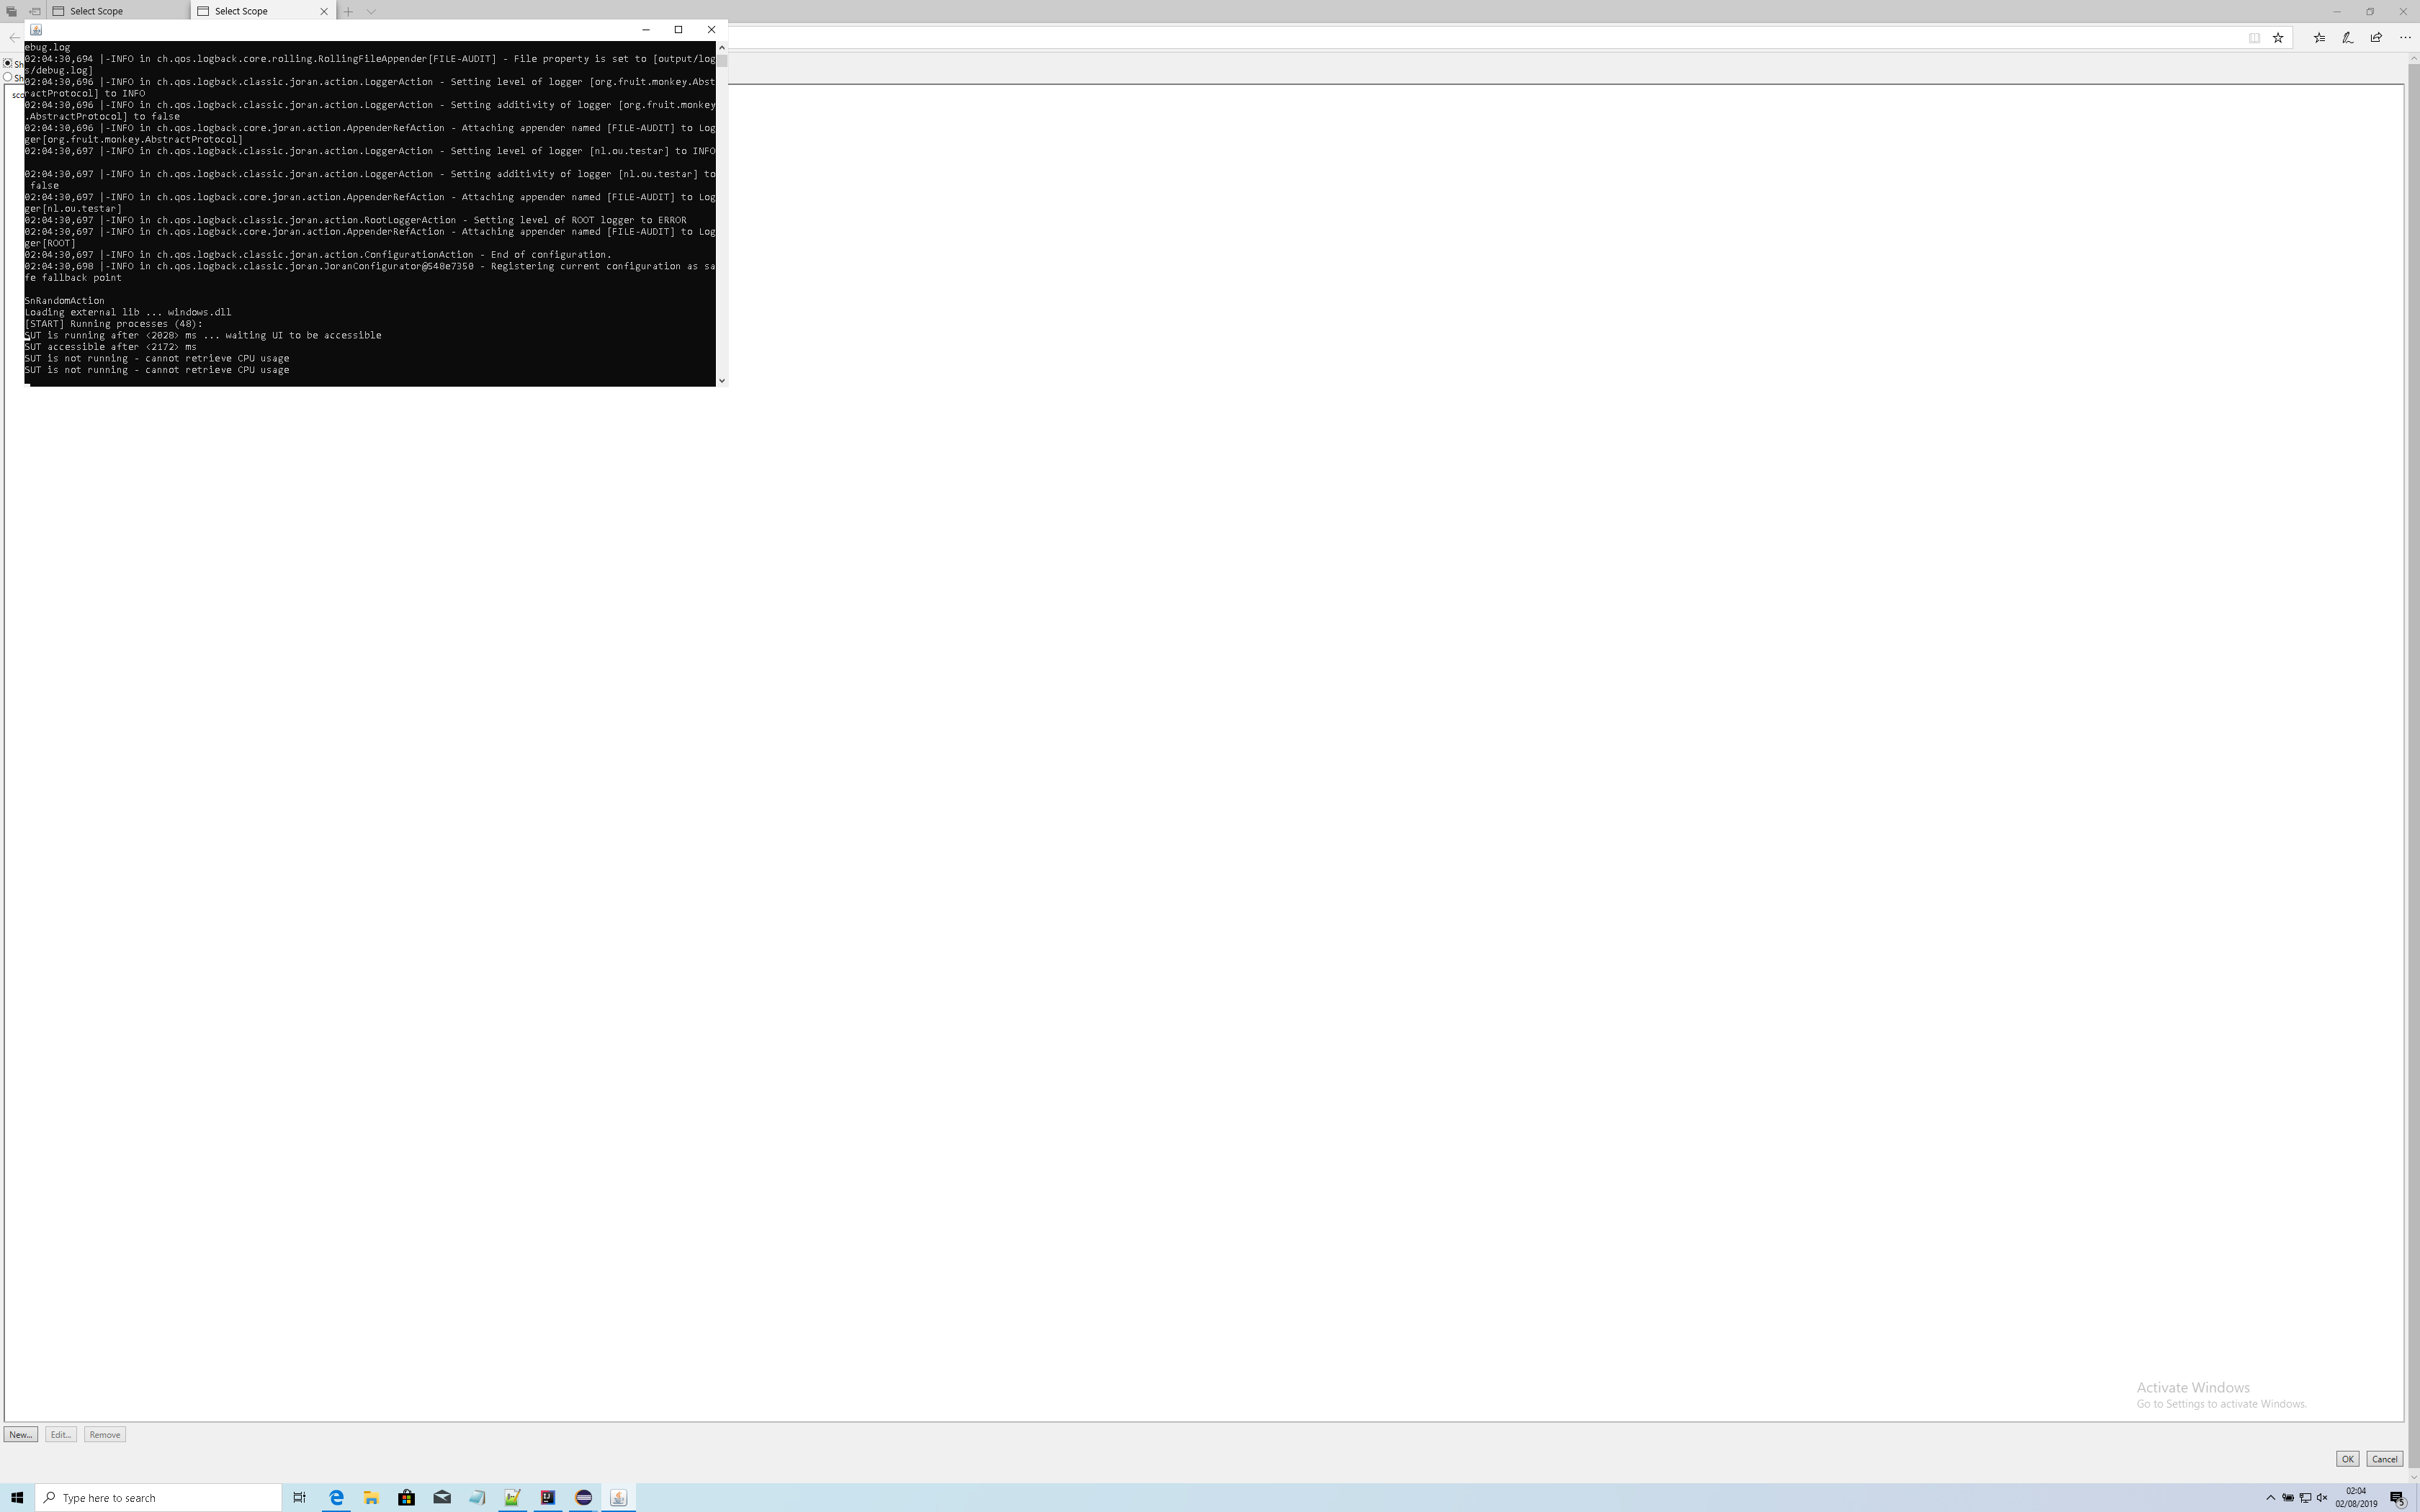 Select Scope
Select Scope
ebug.log
02:04:30,694 |-INFO in ch.qos.logback.core.rolling.RollingFileAppender[FILE-AUDIT] - File property is set to [output/log
s/debug.log]
02:04:30,696 |-INFO in ch.qos.logback.classic.joran.action.LoggerAction - Setting level of logger [org.fruit.monkey.Abst
ractProtocol] to INFO
02:04:30,696 |-INFO in ch.qos.logback.classic.joran.action.LoggerAction - Setting additivity of logger [org.fruit.monkey
.AbstractProtocol] to false
02:04:30,696 |-INFO in ch.qos.logback.core.joran.action.AppenderRefAction - Attaching appender named [FILE-AUDIT] to Log
ger[org.fruit.monkey.AbstractProtocol]
02:04:30,697 |-INFO in ch.qos.logback.classic.joran.action.LoggerAction - Setting level of logger [nl.ou.testar] to INFO
02:04:30,697 |-INFO in ch.qos.logback.classic.joran.action.LoggerAction - Setting additivity of logger [nl.ou.testar] to
false
02:04:30,697 |-INFO in ch.qos.logback.core.joran.action.AppenderRefAction - Attaching appender named [FILE-AUDIT] to Log
ger[nl.ou.testar]
02:04:30,697 |-INFO in ch.qos.logback.classic.joran.action.RootLoggerAction - Setting level of ROOT logger to ERROR
02:04:30,697 |-INFO in ch.qos.logback.core.joran.action.AppenderRefAction - Attaching appender named [FILE-AUDIT] to Log
ger[ROOT]
02:04:30,697 |-INFO in ch.qos.logback.classic.joran.action.ConfigurationAction - End of configuration.
02:04:30,698 |-INFO in ch.qos.logback.classic.joran.JoranConfigurator@548e7350 - Registering current configuration as sa
fe fallback point
SnRandomAction
Loading external lib ... windows.dll
[START] Running processes (48):
SUT is running after <2028> ms ... waiting UI to be accessible
SUT accessible after <2172> ms
SUT is not running - cannot retrieve CPU usage
SUT is not running - cannot retrieve CPU usage
Sh
Sh
sco
Activate Windows
Go to Settings to activate Windows.
New...
Edit...
Remove
OK
Cancel
Type here to search
02:04
02/08/2019
5